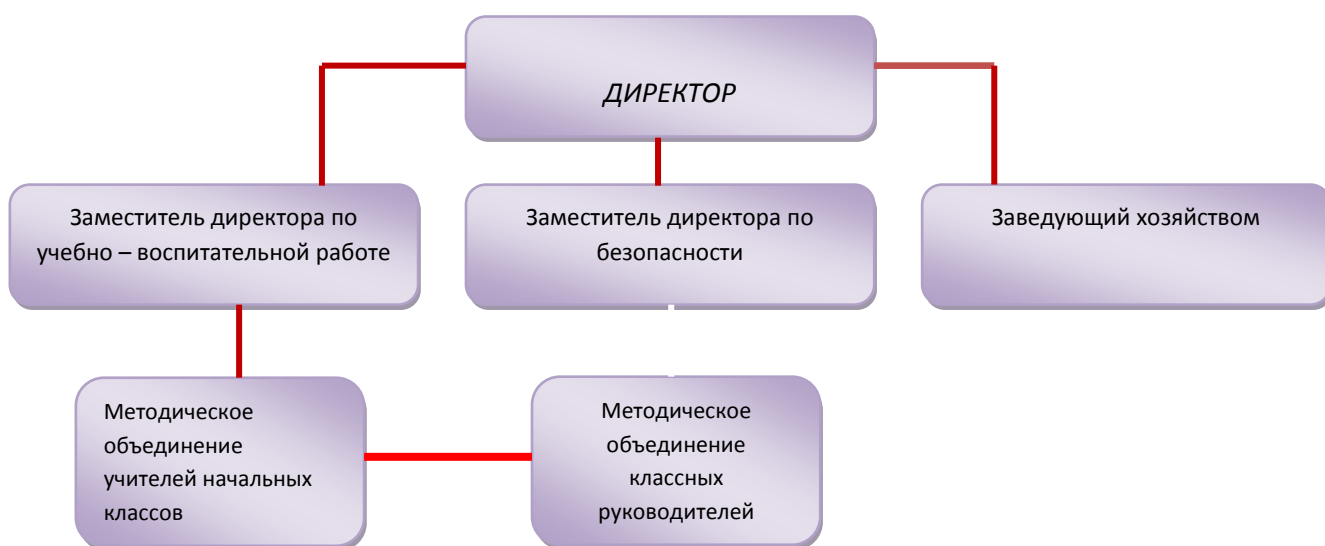 ДИРЕКТОР
Заместитель директора по
учебно – воспитательной работе
Заместитель директора по
безопасности
Заведующий хозяйством
Методическое
объединение
учителей начальных
классов
Методическое
объединение
классных
руководителей